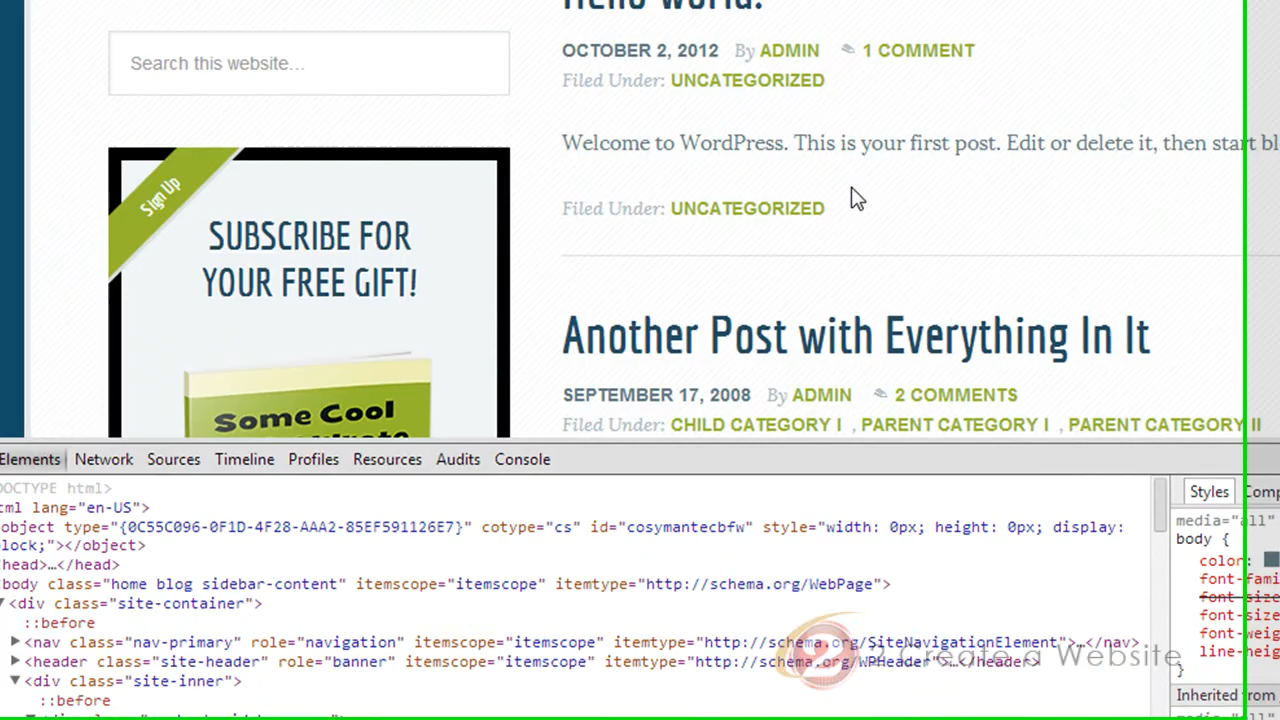 Hello world!
OCTOBER 2, 2012 By ADMIN 1 COMMENT
Filed Under: UNCATEGORIZED
Search this website…
Welcome to WordPress. This is your first post. Edit or delete it, then start bl
Filed Under: UNCATEGORIZED
Sign Up
SUBSCRIBE FOR
YOUR FREE GIFT!
Some Cool
Another Post with Everything In It
SEPTEMBER 17, 2008 By ADMIN 2 COMMENTS
Filed Under: CHILD CATEGORY I , PARENT CATEGORY I , PARENT CATEGORY II
Elements Network Sources Timeline Profiles Resources Audits Console
DOCTYPE html>
tml lang="en-US">
object type="{0C55C096-0F1D-4F28-AAA2-85EF591126E7}" cotype="cs" id="cosymantecbfw" style="width: 0px; height: 0px; display:
lock;"></object>
head>…</head>
body class="home blog sidebar-content" itemscope="itemscope" itemtype="http://schema.org/WebPage">
<div class="site-container">
::before
<nav class="nav-primary" role="navigation" itemscope="itemscope" itemtype="http://schema.org/SiteNavigationElement">…</nav>
<header class="site-header" role="banner" itemscope="itemscope" itemtype="http://schema.org/WPHeader">…</header>
<div class="site-inner">
::before
Styles Comp
media="all"
body {
color:
font-fami
font-size
font-size
font-weig
line-heig
}
Inherited from
2 Create a Website